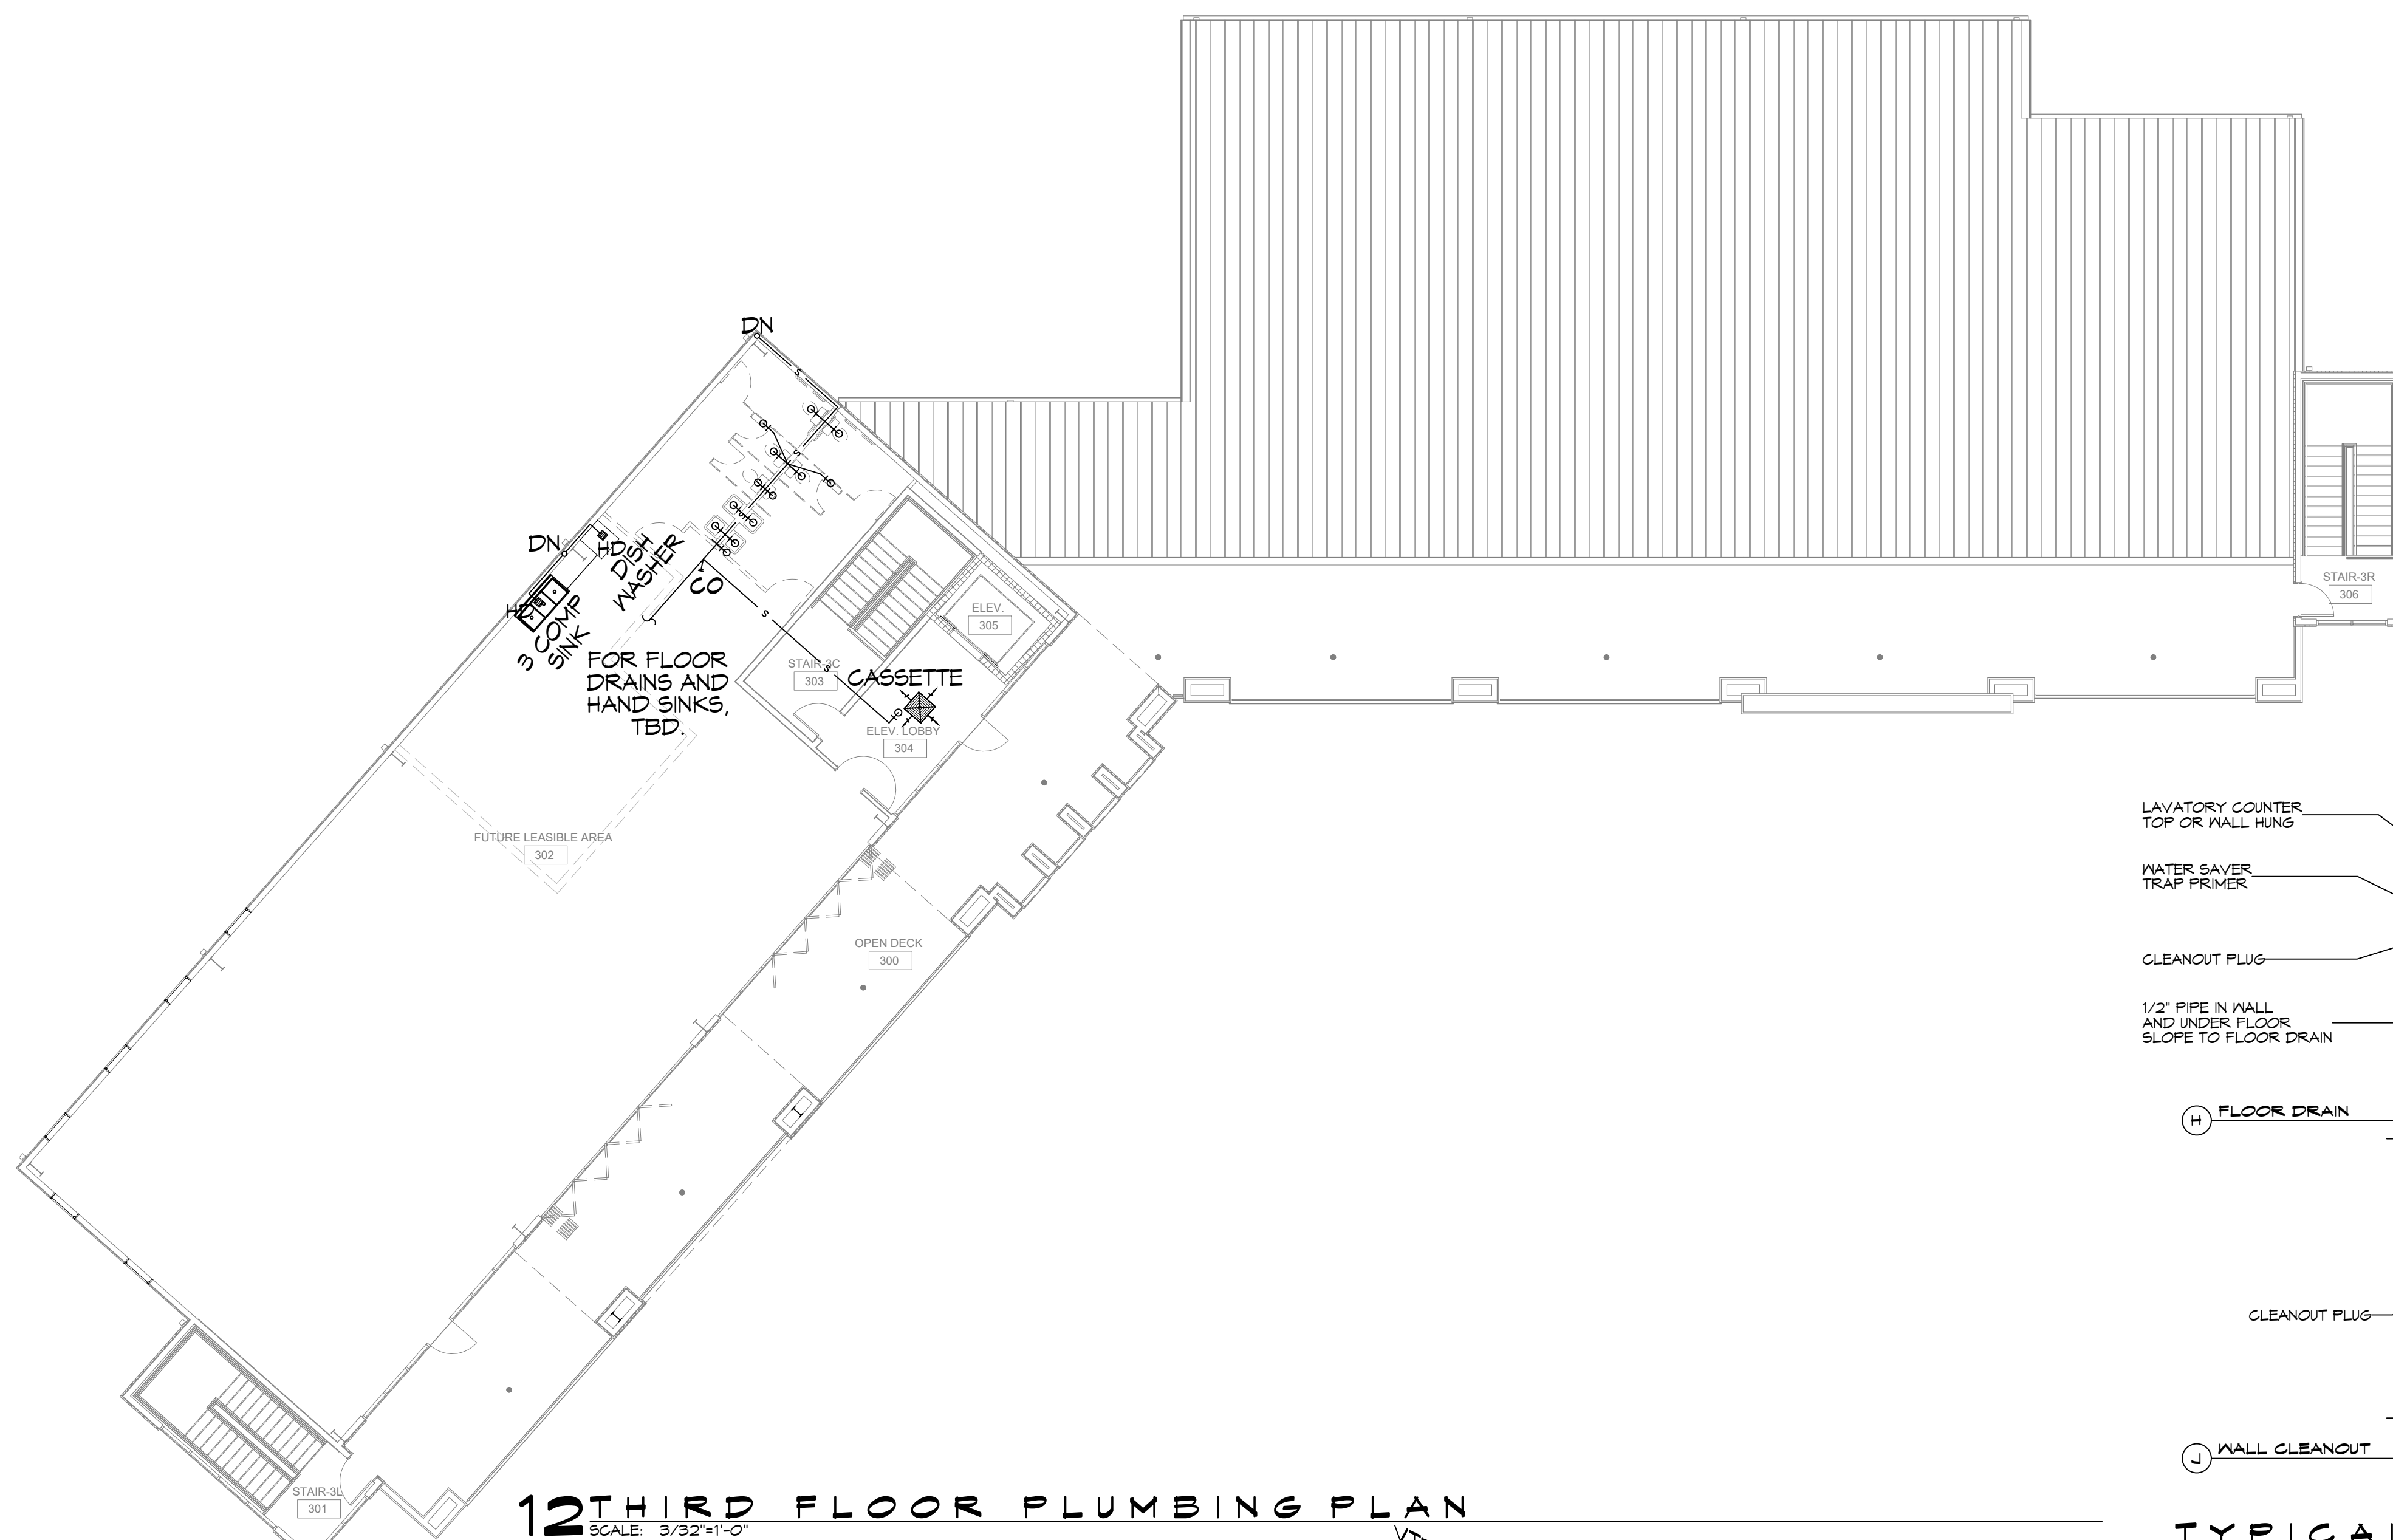 DN
S
S
DN
HD
DISH
WASHER
S
CO
HD
3 COMP
SINK
S
ELEV.
305
STAIR-3R
306
FOR FLOOR
DRAINS AND
HAND SINKS,
TBD.
STAIR-3C
303
S
CASSETTE
ELEV. LOBBY
304
FUTURE LEASIBLE AREA
302
OPEN DECK
300
LAVATORY COUNTER
TOP OR WALL HUNG
WATER SAVER
TRAP PRIMER
CLEANOUT PLUG
1/2" PIPE IN WALL
AND UNDER FLOOR
SLOPE TO FLOOR DRAIN
H FLOOR DRAIN
CLEANOUT PLUG
J WALL CLEANOUT
STAIR-3L
301
12 THIRD FLOOR PLUMBING PLAN
SCALE: 3/32"=1'-0"
TYPICAL